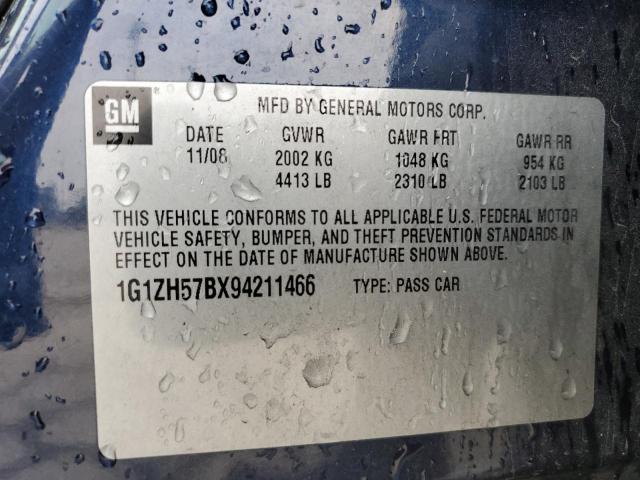 GM
MFD BY GENERAL MOTORS CORP.
DATE GVWR GAWR FRT GAWR RR
11/08 2002 KG 1048 KG 954 KG
4413 LB 2310 LB 2103 LB
THIS VEHICLE CONFORMS TO ALL APPLICABLE U.S. FEDERAL MOTOR
VEHICLE SAFETY, BUMPER, AND THEFT PREVENTION STANDARDS IN
EFFECT ON THE DATE OF MANUFACTURE SHOWN ABOVE.
1G1ZH57BX94211466 TYPE: PASS CAR